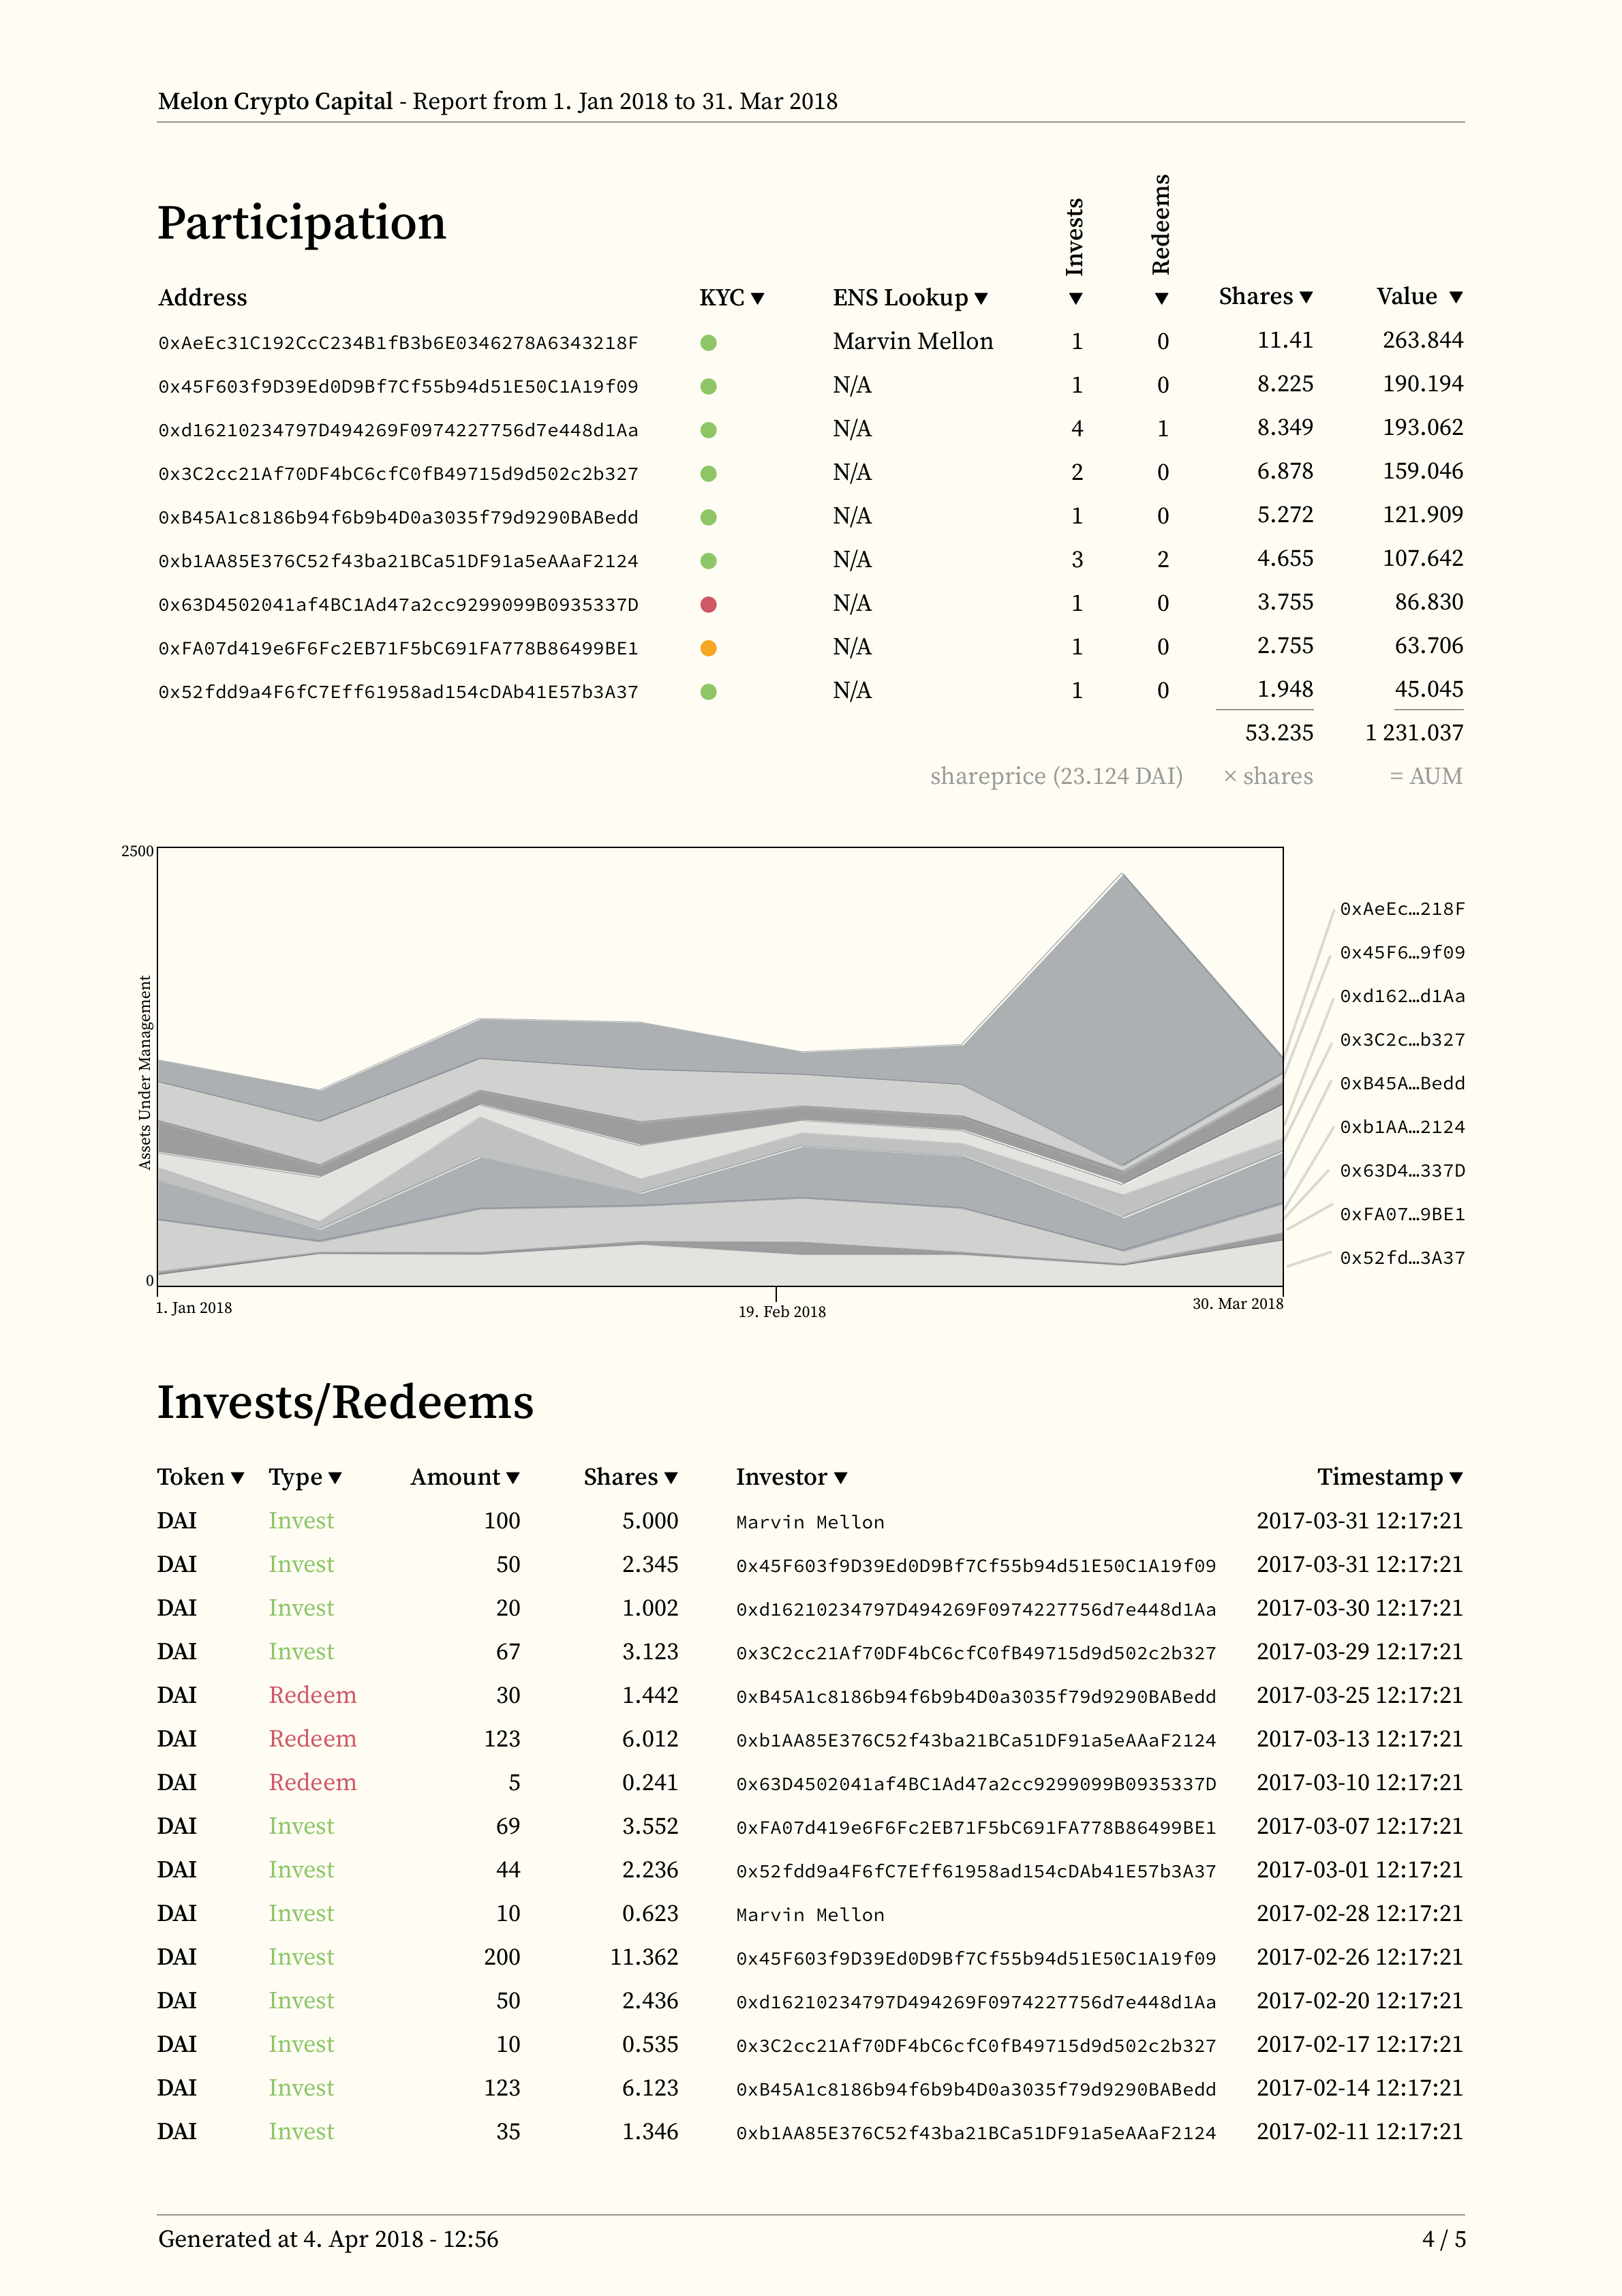 Melon Crypto Capital - Report from 1. Jan 2018 to 31. Mar 2018
Participation
Invests
Redeems
Address KYC ▼ ENS Lookup ▼ ▼ ▼ Shares ▼ Value ▼
0xAeEc31C192CcC234B1fB3b6E0346278A6343218F Marvin Mellon 1 0 11.41 263.844
0x45F603f9D39Ed0D9Bf7Cf55b94d51E50C1A19f09 N/A 1 0 8.225 190.194
0xd16210234797D494269F0974227756d7e448d1Aa N/A 4 1 8.349 193.062
0x3C2cc21Af70DF4bC6cfC0fB49715d9d502c2b327 N/A 2 0 6.878 159.046
0xB45A1c8186b94f6b9b4D0a3035f79d9290BABedd N/A 1 0 5.272 121.909
0xb1AA85E376C52f43ba21BCa51DF91a5eAAaF2124 N/A 3 2 4.655 107.642
0x63D4502041af4BC1Ad47a2cc9299099B0935337D N/A 1 0 3.755 86.830
0xFA07d419e6F6Fc2EB71F5bC691FA778B86499BE1 N/A 1 0 2.755 63.706
0x52fdd9a4F6fC7Eff61958ad154cDAb41E57b3A37 N/A 1 0 1.948 45.045
53.235 1 231.037
shareprice (23.124 DAI) × shares = AUM
2500
Assets Under Management
0
1. Jan 2018
19. Feb 2018
30. Mar 2018
0xAeEc…218F
0x45F6…9f09
0xd162…d1Aa
0x3C2c…b327
0xB45A…Bedd
0xb1AA…2124
0x63D4…337D
0xFA07…9BE1
0x52fd…3A37
Invests/Redeems
Token ▼ Type ▼ Amount ▼ Shares ▼ Investor ▼ Timestamp ▼
DAI Invest 100 5.000 Marvin Mellon 2017-03-31 12:17:21
DAI Invest 50 2.345 0x45F603f9D39Ed0D9Bf7Cf55b94d51E50C1A19f09 2017-03-31 12:17:21
DAI Invest 20 1.002 0xd16210234797D494269F0974227756d7e448d1Aa 2017-03-30 12:17:21
DAI Invest 67 3.123 0x3C2cc21Af70DF4bC6cfC0fB49715d9d502c2b327 2017-03-29 12:17:21
DAI Redeem 30 1.442 0xB45A1c8186b94f6b9b4D0a3035f79d9290BABedd 2017-03-25 12:17:21
DAI Redeem 123 6.012 0xb1AA85E376C52f43ba21BCa51DF91a5eAAaF2124 2017-03-13 12:17:21
DAI Redeem 5 0.241 0x63D4502041af4BC1Ad47a2cc9299099B0935337D 2017-03-10 12:17:21
DAI Invest 69 3.552 0xFA07d419e6F6Fc2EB71F5bC691FA778B86499BE1 2017-03-07 12:17:21
DAI Invest 44 2.236 0x52fdd9a4F6fC7Eff61958ad154cDAb41E57b3A37 2017-03-01 12:17:21
DAI Invest 10 0.623 Marvin Mellon 2017-02-28 12:17:21
DAI Invest 200 11.362 0x45F603f9D39Ed0D9Bf7Cf55b94d51E50C1A19f09 2017-02-26 12:17:21
DAI Invest 50 2.436 0xd16210234797D494269F0974227756d7e448d1Aa 2017-02-20 12:17:21
DAI Invest 10 0.535 0x3C2cc21Af70DF4bC6cfC0fB49715d9d502c2b327 2017-02-17 12:17:21
DAI Invest 123 6.123 0xB45A1c8186b94f6b9b4D0a3035f79d9290BABedd 2017-02-14 12:17:21
DAI Invest 35 1.346 0xb1AA85E376C52f43ba21BCa51DF91a5eAAaF2124 2017-02-11 12:17:21
Generated at 4. Apr 2018 - 12:56 4 / 5